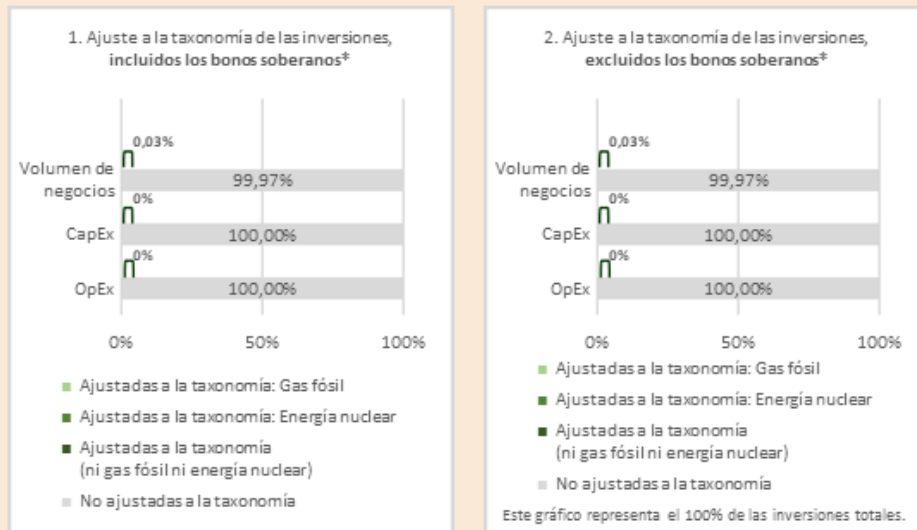 1. Ajuste a la taxonomía de las inversiones,
incluidos los bonos soberanos*
0,03%
Volumen de
negocios
99,97%
0%
CapEx
100,00%
0%
OpEx
100,00%
0%
50%
100%
Ajustadas a la taxonomía: Gas fósil
Ajustadas a la taxonomía: Energía nuclear
Ajustadas a la taxonomía
(ni gas fósil ni energía nuclear)
No ajustadas a la taxonomía
2. Ajuste a la taxonomía de las inversiones,
excluidos los bonos soberanos*
0,03%
Volumen de
negocios
99,97%
0%
CapEx
100,00%
0%
OpEx
100,00%
0%
50%
100%
Ajustadas a la taxonomía: Gas fósil
Ajustadas a la taxonomía: Energía nuclear
Ajustadas a la taxonomía
(ni gas fósil ni energía nuclear)
No ajustadas a la taxonomía
Este gráfico representa el 100% de las inversiones totales.